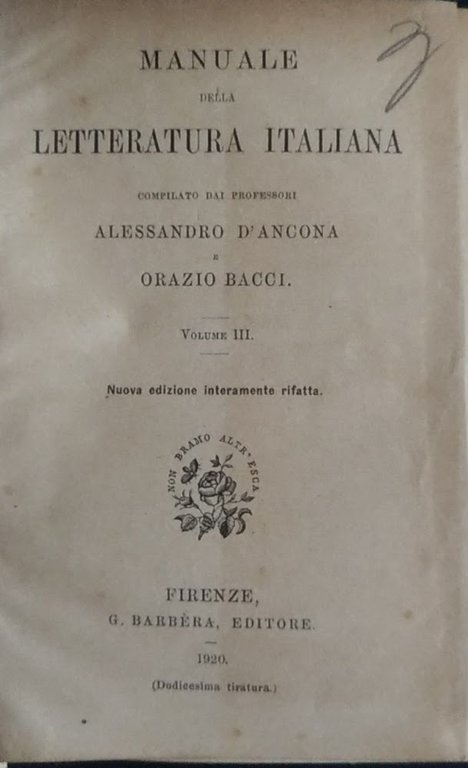 MANUALE
DELLA
LETTERATURA ITALIANA
COMPILATO DAI PROFESSORI
ALESSANDRO D'ANCONA
E
ORAZIO BACCI.
VOLUME III.
Nuova edizione interamente rifatta.
NON BRAMO ALTR' ESCA
FIRENZE,
G. BARBÈRA, EDITORE.
1920.
(Dodicesima tiratura.)